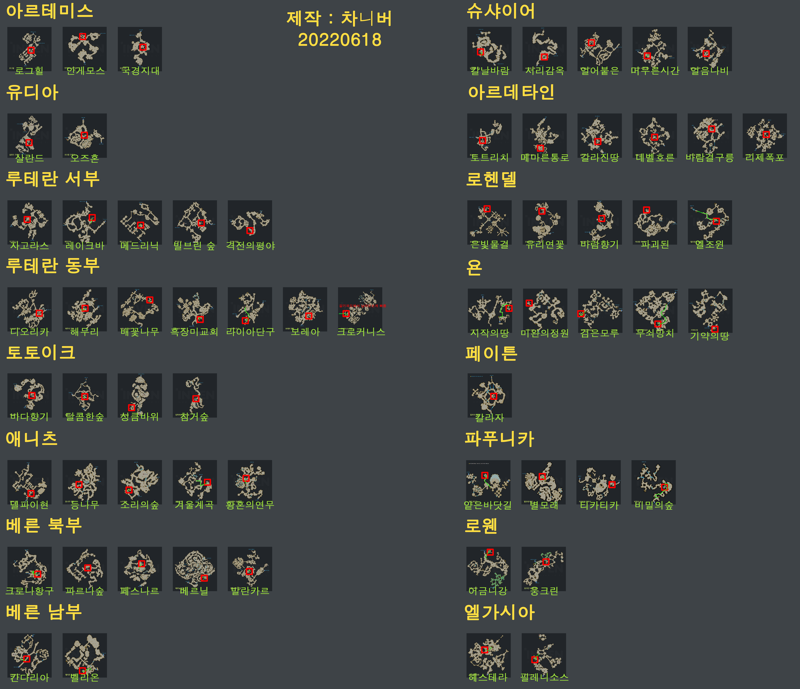 아르테미스
로그힐 안게모스 국경지대
유디아
살란드 오즈혼
루테란 서부
자고라스 레이크바 메드리닉 빌브린 숲 격전의평야
루테란 동부
디오리카 해무리 배꽃나무 흑장미교회 라이아단구 보레아 크로커니스
토토이크
바다향기 달콤한숲 성큼바위 침묵숲
애니츠
델파이현 등나무 소리의숲 거울계곡 황혼의연무
베른 북부
크로나항구 파르나숲 페스나르 베르닐 발란카르
베른 남부
칸다리아 벨리온
제작 : 차니버
20220618
슈샤이어
칼날바람 서리감옥 얼어붙은 머무른시간 얼음나비
아르데타인
토트리치 메마른통로 갈라진땅 네벨호른 바람결구릉 리제폭포
로헨델
은빛물결 유리연꽃 바람향기 파괴된 엘조윈
욘
시작의땅 미완의정원 검은모루 무쇠망치 기약의땅
페이튼
칼라자
파푸니카
얕은바닷길 별모래 티카티카 비밀의숲
로웬
어금니산 웅크린
엘가시아
헤스테라 필레니소스